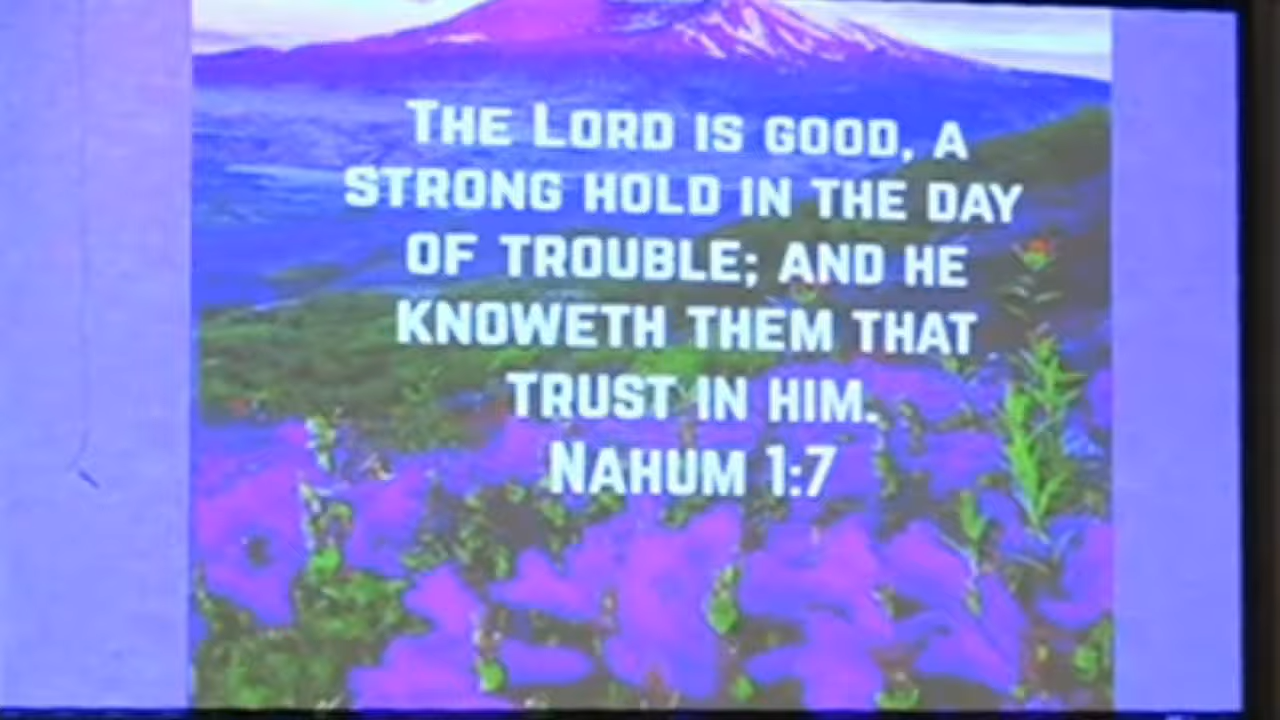 THE LORD IS GOOD, A
STRONG HOLD IN THE DAY
OF TROUBLE; AND HE
KNOWETH THEM THAT
TRUST IN HIM.
NAHUM 1:7